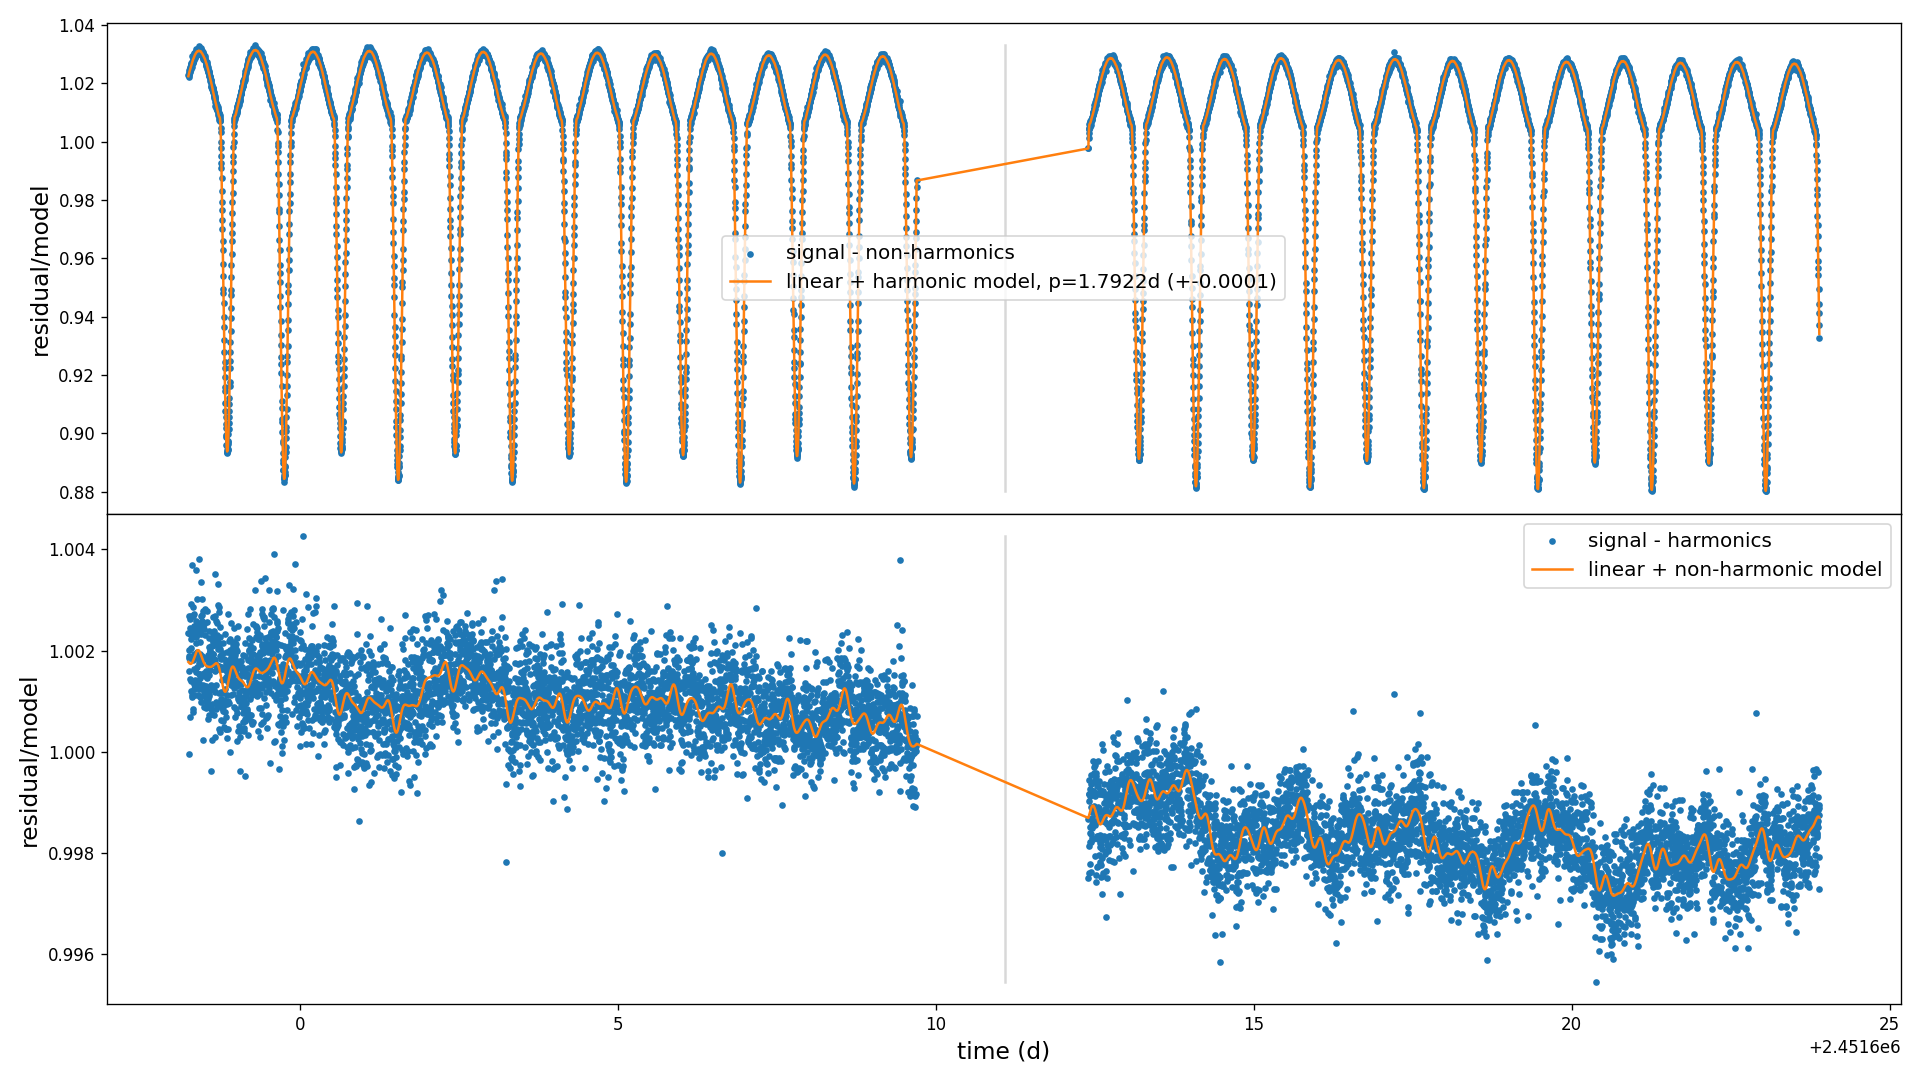 1.04
1.02
1.00
0.98
0.96
0.94
0.92
0.90
0.88
residual/model
signal - non-harmonics
linear + harmonic model, p=1.7922d (+-0.0001)
1.004
1.002
1.000
0.998
0.996
residual/model
signal - harmonics
linear + non-harmonic model
0 5 10 15 20 25
time (d)
+2.4516e6